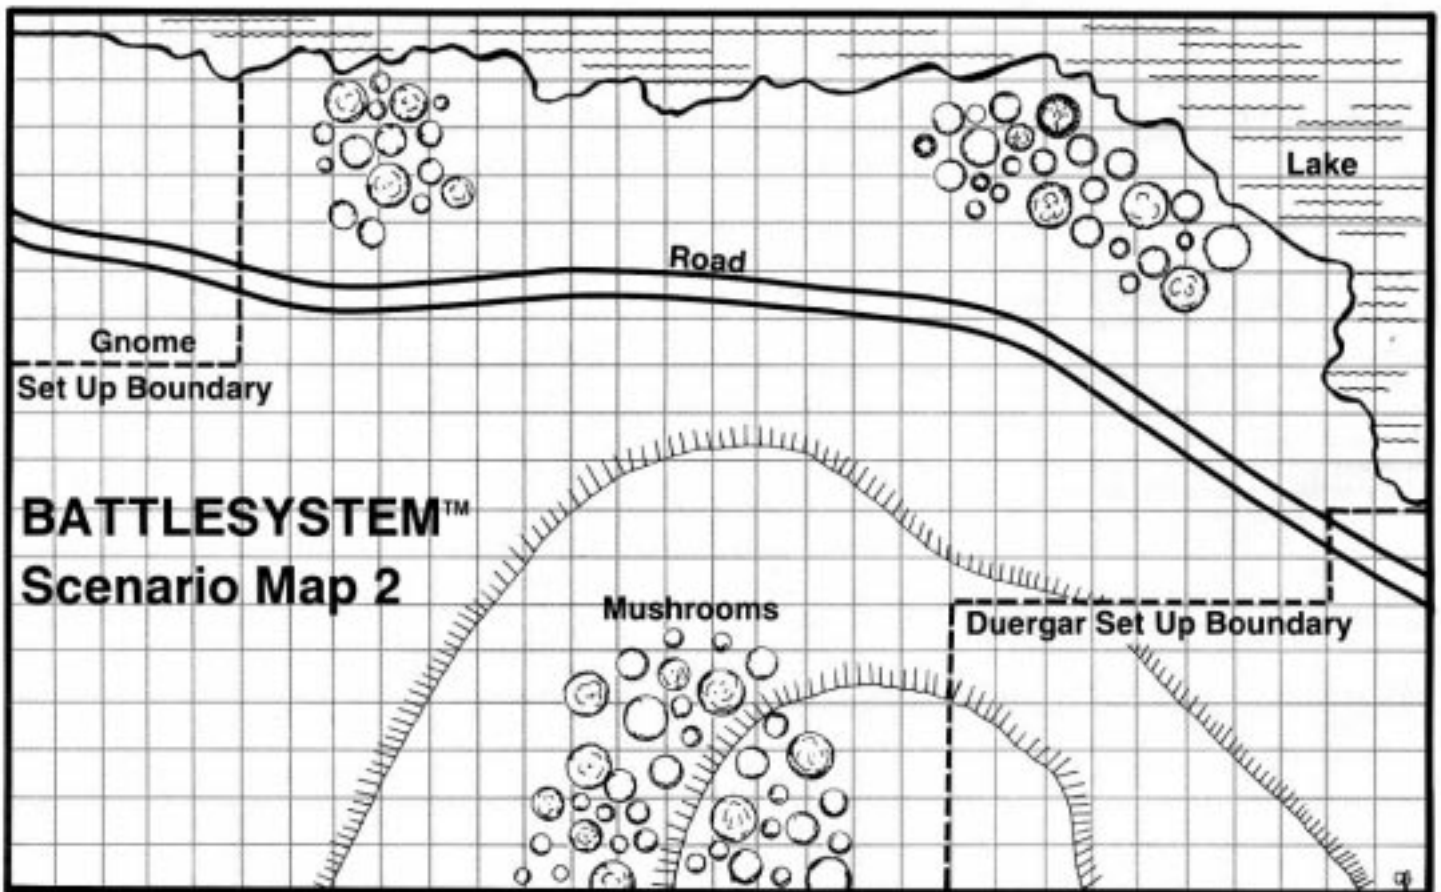 Lake
Road
Gnome
Set Up Boundary
BATTLESYSTEM™
Scenario Map 2
Mushrooms
Duergar Set Up Boundary